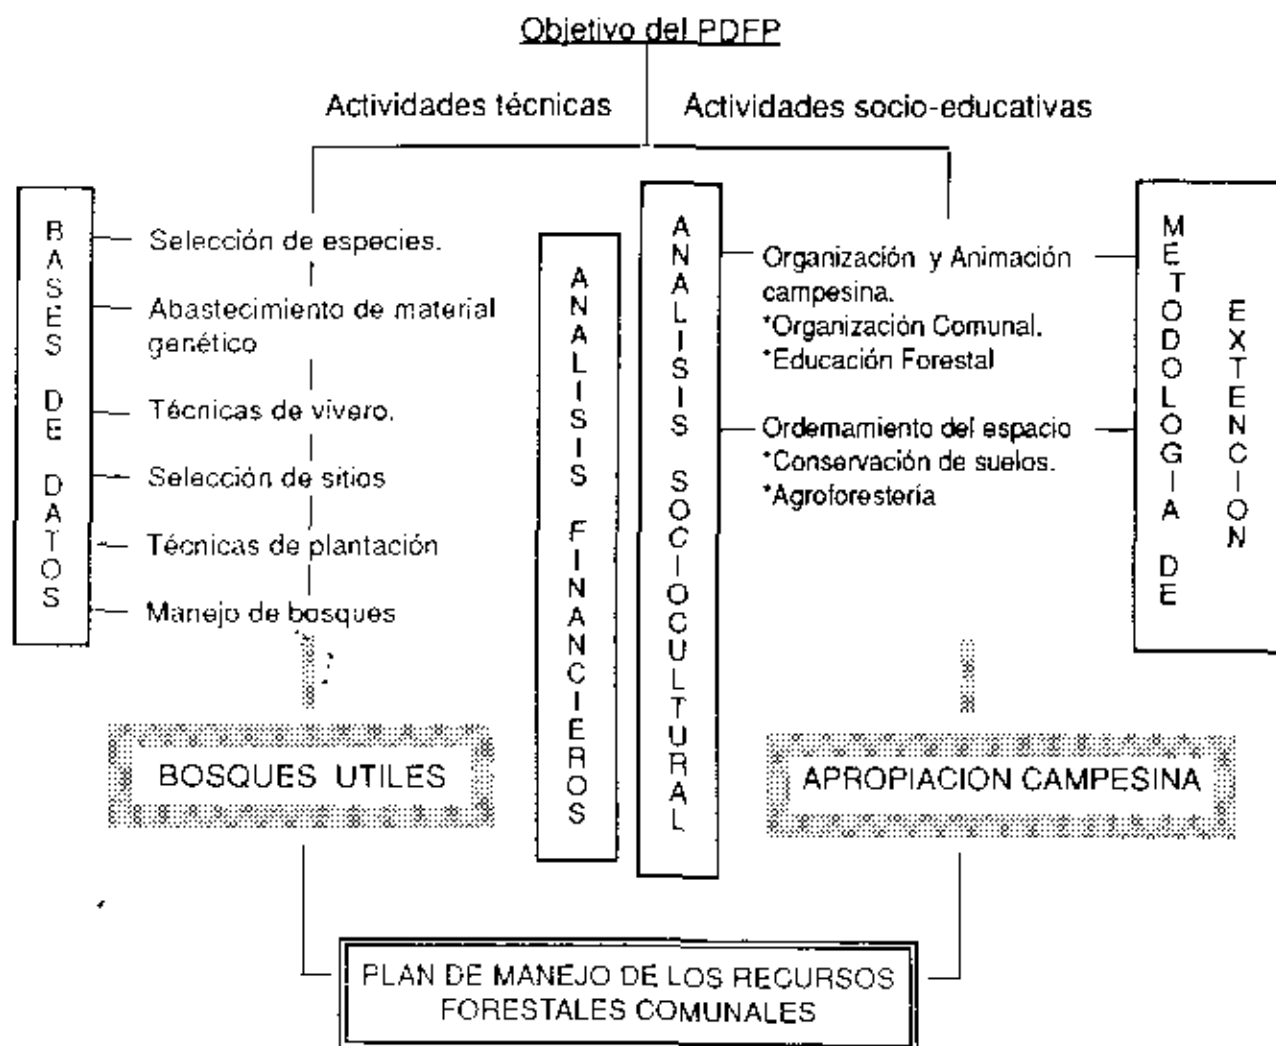 Objetivo del PDFP
Actividades técnicas
Actividades socio-educativas
BASES DE DATOS
Selección de especies.
Abastecimiento de material
genético
Técnicas de vivero.
Selección de sitios
Técnicas de plantación
Manejo de bosques
ANALISIS FINANCIEROS
ANALISIS SOCIOCULTURAL
Organización y Animación
campesina.
*Organización Comunal.
*Educación Forestal
Ordemamiento del espacio
*Conservación de suelos.
*Agroforestería
METODOLOGIA DE
EXTENCION
BOSQUES UTILES
APROPIACION CAMPESINA
PLAN DE MANEJO DE LOS RECURSOS
FORESTALES COMUNALES